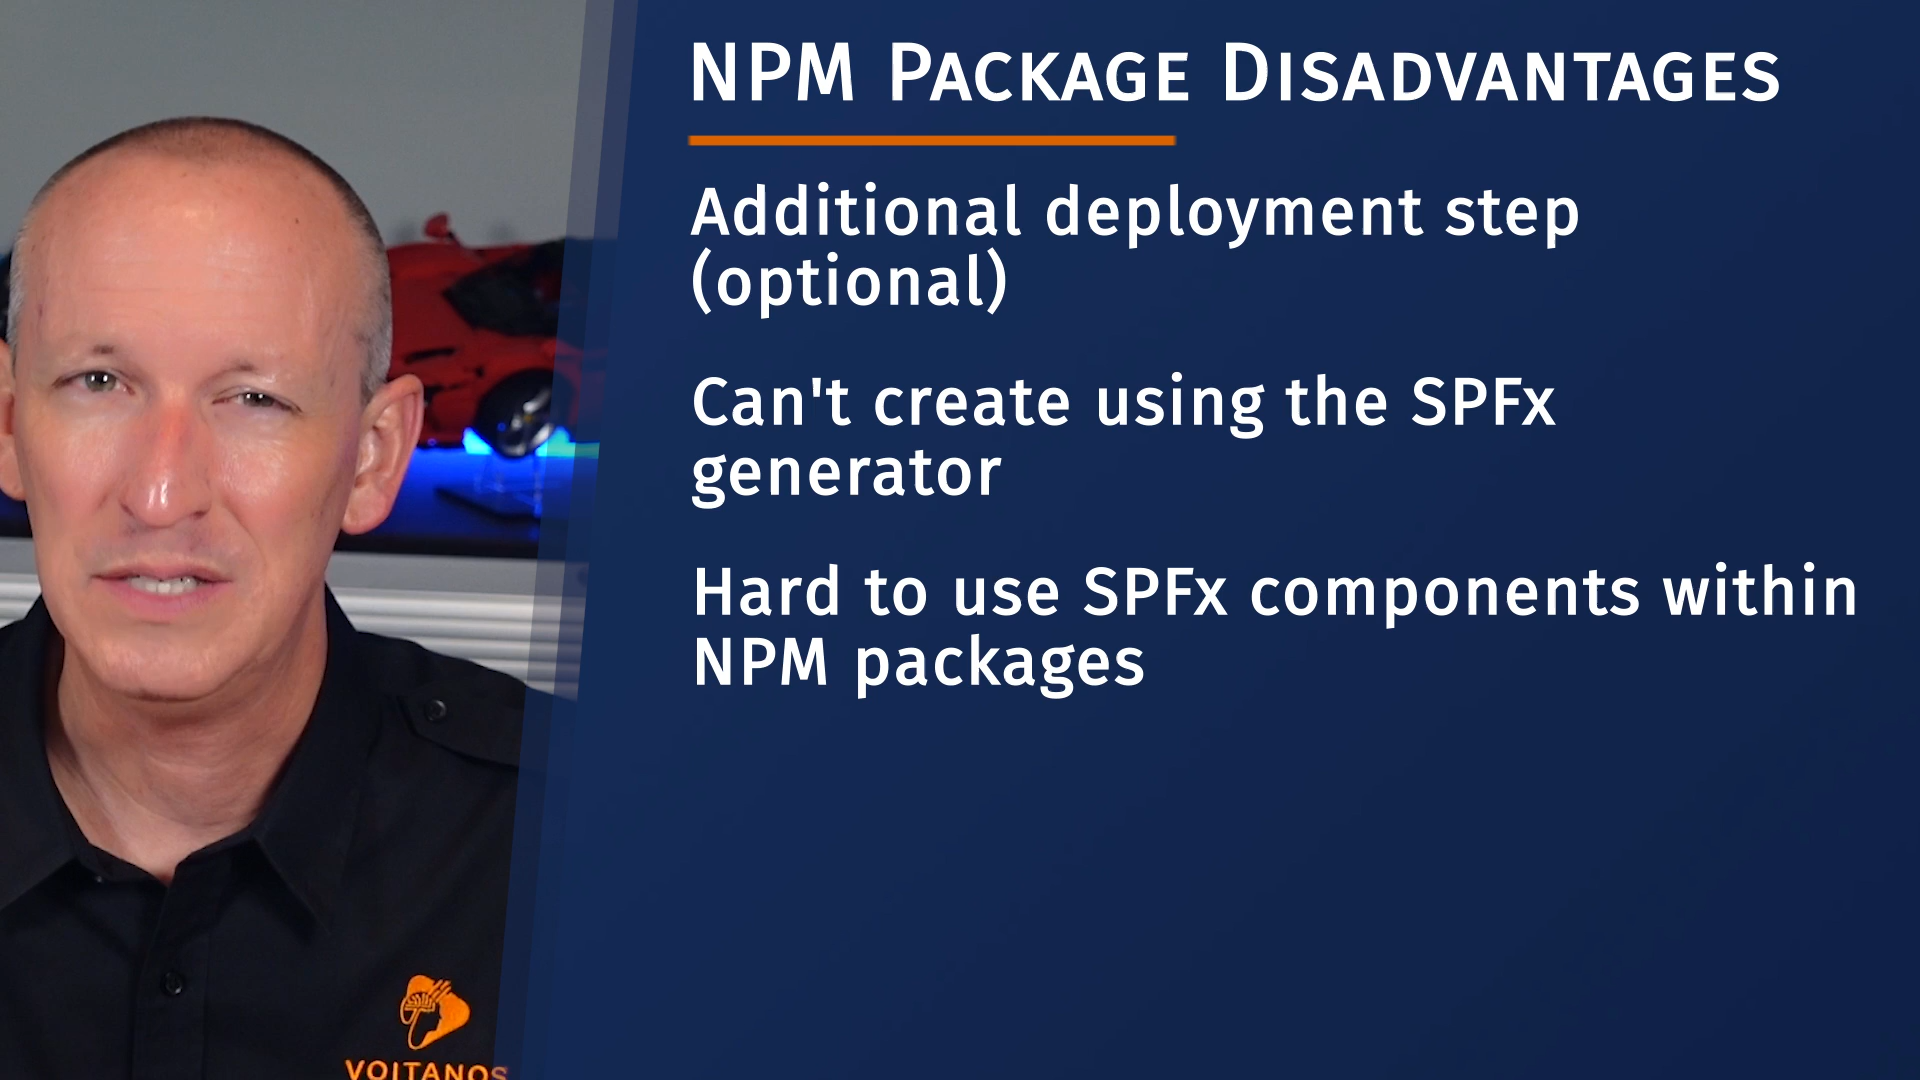 NPM PACKAGE DISADVANTAGES
Additional deployment step
(optional)
Can't create using the SPFx
generator
Hard to use SPFx components within
NPM packages
VOITANOS